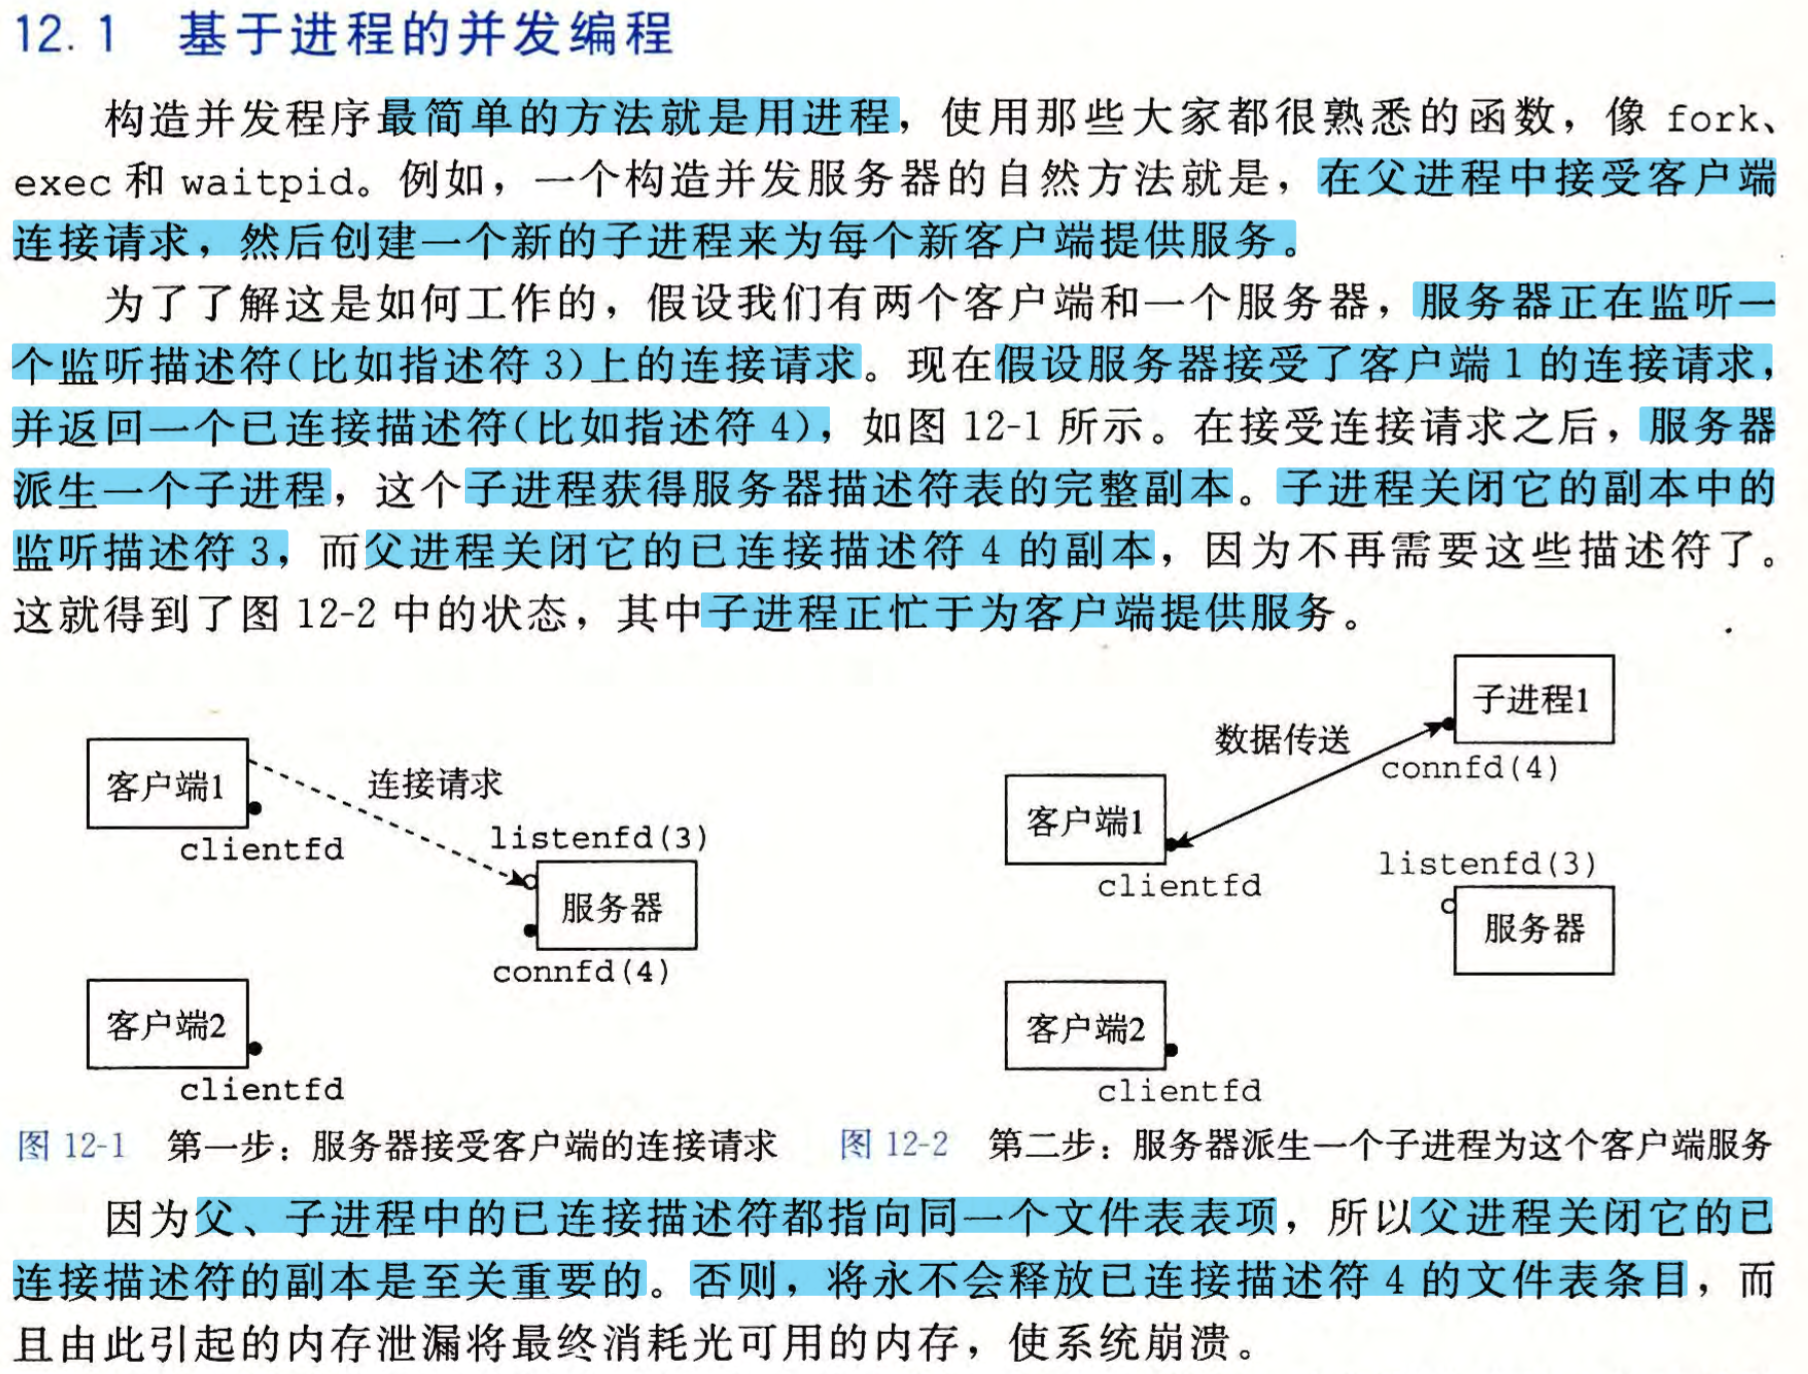 12.1 基于进程的并发编程
构造并发程序最简单的方法就是用进程，使用那些大家都很熟悉的函数，像 fork、
exec 和 waitpid。例如，一个构造并发服务器的自然方法就是，在父进程中接受客户端
连接请求，然后创建一个新的子进程来为每个新客户端提供服务。
为了了解这是如何工作的，假设我们有两个客户端和一个服务器，服务器正在监听一
个监听描述符(比如指述符 3)上的连接请求。现在假设服务器接受了客户端 1 的连接请求，
并返回一个已连接描述符(比如指述符 4)，如图 12-1 所示。在接受连接请求之后，服务器
派生一个子进程，这个子进程获得服务器描述符表的完整副本。子进程关闭它的副本中的
监听描述符 3，而父进程关闭它的已连接描述符 4 的副本，因为不再需要这些描述符了。
这就得到了图 12-2 中的状态，其中子进程正忙于为客户端提供服务。
客户端1
连接请求
clientfd
listenfd(3)
服务器
connfd(4)
客户端2
clientfd
子进程1
数据传送
connfd(4)
客户端1
clientfd
listenfd(3)
服务器
客户端2
clientfd
图 12-1 第一步：服务器接受客户端的连接请求
图 12-2 第二步：服务器派生一个子进程为这个客户端服务
因为父、子进程中的已连接描述符都指向同一个文件表表项，所以父进程关闭它的已
连接描述符的副本是至关重要的。否则，将永不会释放已连接描述符 4 的文件表条目，而
且由此引起的内存泄漏将最终消耗光可用的内存，使系统崩溃。